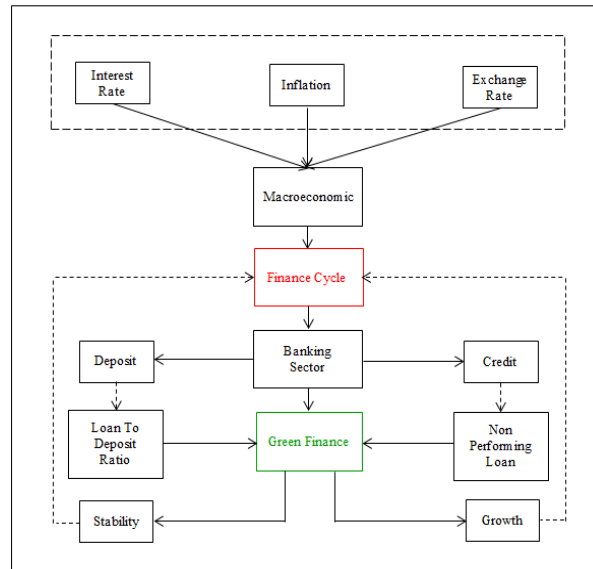 Interest
Rate
Inflation
Exchange
Rate
Macroeconomic
Finance Cycle
Deposit
Banking
Sector
Credit
Loan To
Deposit
Ratio
Green Finance
Non
Performing
Loan
Stability
Growth